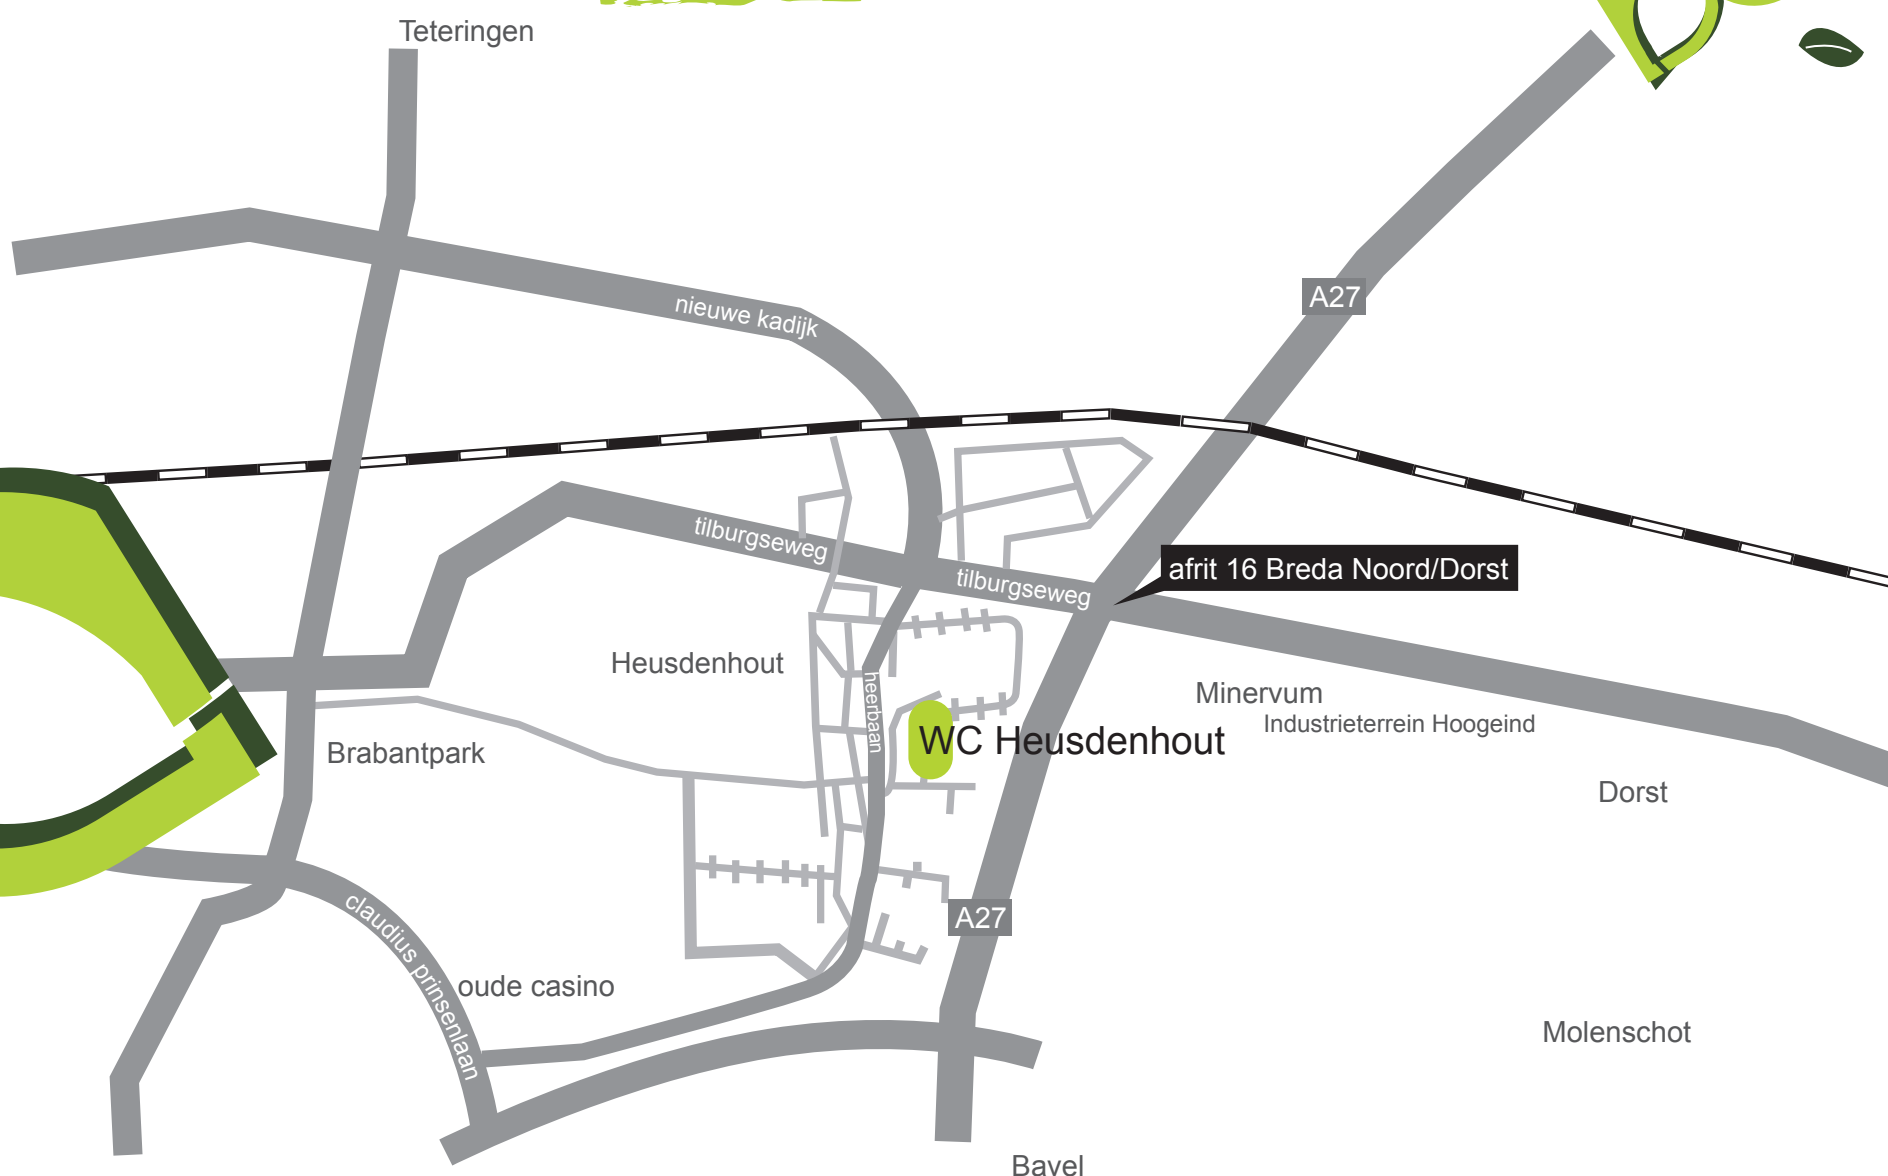 Teteringen
A27
nieuwe kadijk
tilburgseweg
afrit 16 Breda Noord/Dorst
tilburgseweg
Heusdenhout
heerbaan
Minervum
Industrieterrein Hoogeind
WC Heusdenhout
Brabantpark
Dorst
A27
claudius prinsenlaan
oude casino
Molenschot
Bavel